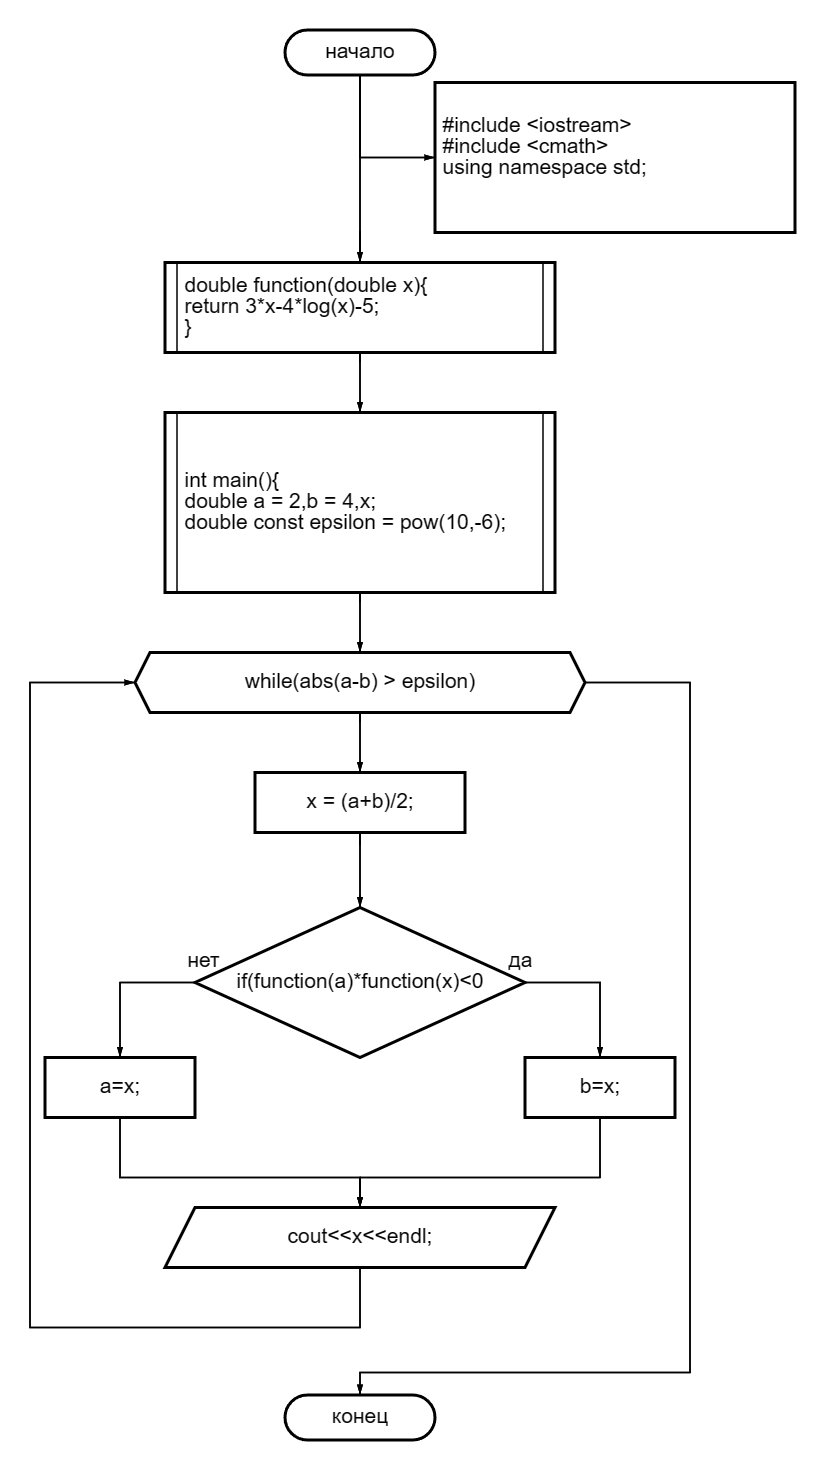 начало
#include <iostream>
#include <cmath>
using namespace std;
double function(double x){
return 3*x-4*log(x)-5;
}
int main(){
double a = 2,b = 4,x;
double const epsilon = pow(10,-6);
while(abs(a-b) > epsilon)
x = (a+b)/2;
нет
да
if(function(a)*function(x)<0
a=x;
b=x;
cout<<x<<endl;
конец